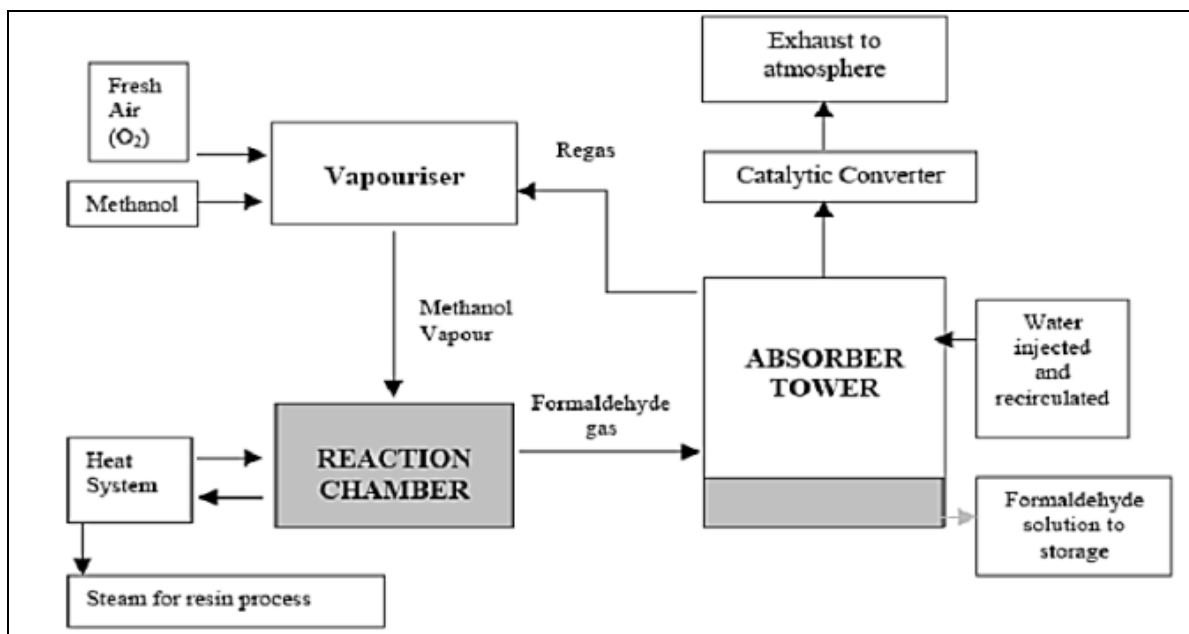 Fresh
Air
(O₂)
Methanol
Vapouriser
Regas
Exhaust to
atmosphere
Catalytic Converter
Methanol
Vapour
ABSORBER
TOWER
Water
injected
and
recirculated
Heat
System
REACTION
CHAMBER
Formaldehyde
gas
Formaldehyde
solution to
storage
Steam for resin process